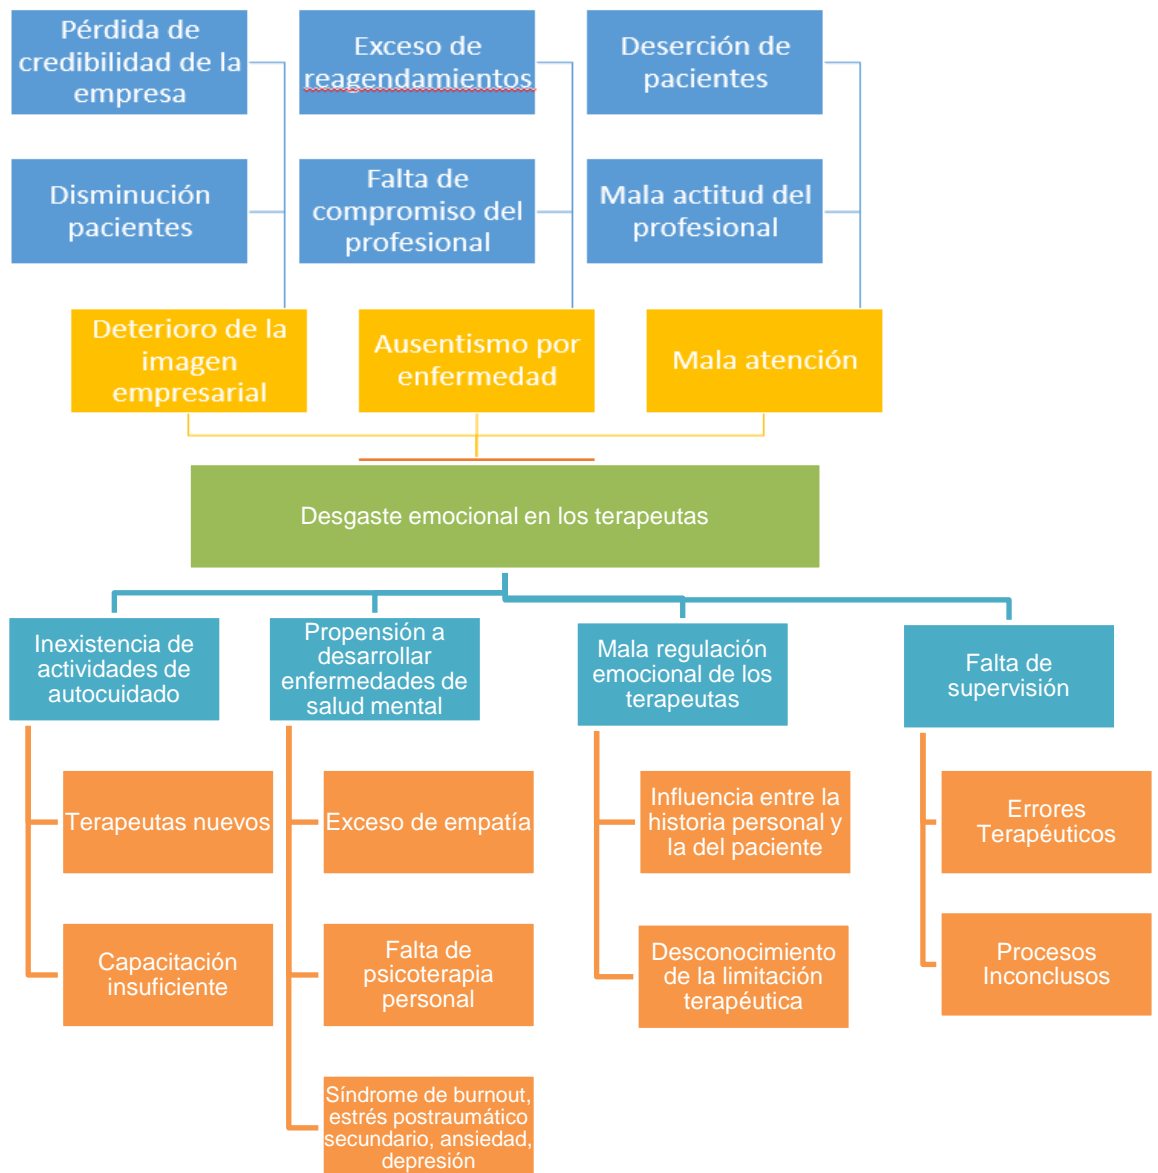 Pérdida de
credibilidad de la
empresa
Exceso de
reagendamientos
Deserción de
pacientes
Disminución
pacientes
Falta de
compromiso del
profesional
Mala actitud del
profesional
Deterioro de la
imagen
empresarial
Ausentismo por
enfermedad
Mala atención
Desgaste emocional en los terapeutas
Inexistencia de
actividades de
autocuidado
Propensión a
desarrollar
enfermedades de
salud mental
Mala regulación
emocional de los
terapeutas
Falta de
supervisión
Terapeutas nuevos
Exceso de empatía
Influencia entre la
historia personal y
la del paciente
Errores
Terapéuticos
Capacitación
insuficiente
Falta de
psicoterapia
personal
Desconocimiento
de la limitación
terapéutica
Procesos
Inconclusos
Síndrome de burnout,
estrés postraumático
secundario, ansiedad,
depresión